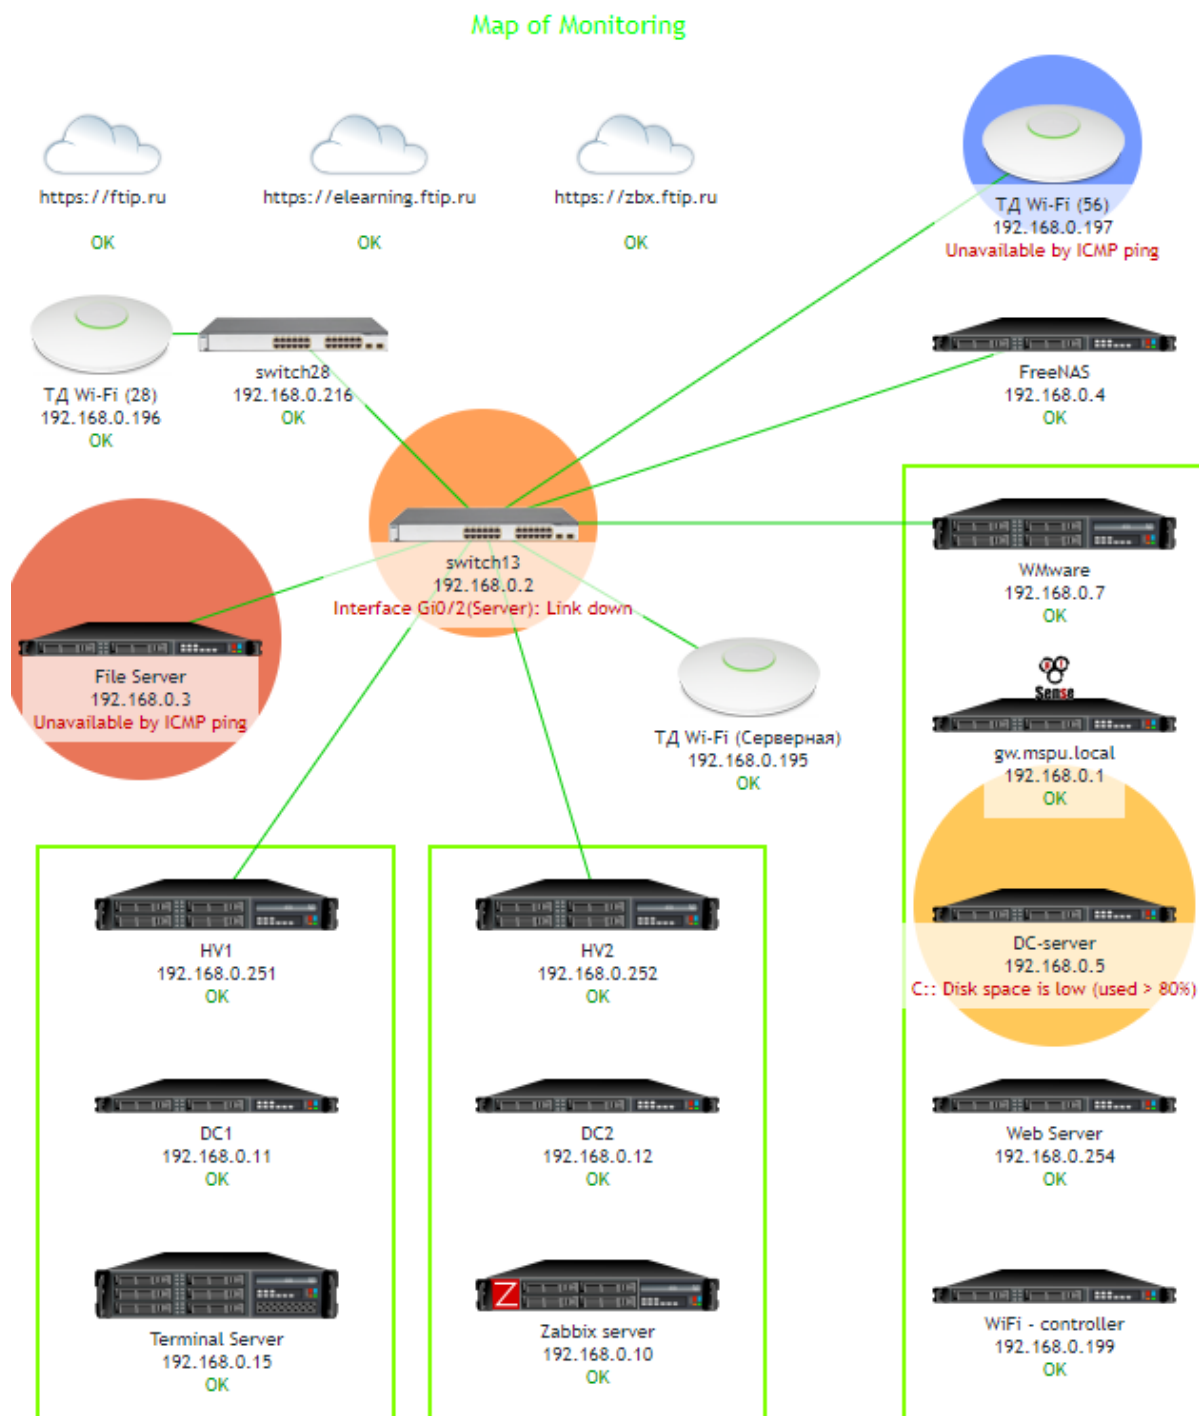 Map of Monitoring
https://ftip.ru
OK
https://elearning.ftip.ru
OK
https://zbx.ftip.ru
OK
ТД Wi-Fi (56)
192.168.0.197
Unavailable by ICMP ping
ТД Wi-Fi (28)
192.168.0.196
OK
switch28
192.168.0.216
OK
FreeNAS
192.168.0.4
OK
switch13
192.168.0.2
Interface Gi0/2(Server): Link down
WMware
192.168.0.7
OK
File Server
192.168.0.3
Unavailable by ICMP ping
ТД Wi-Fi (Серверная)
192.168.0.195
OK
Sense
gw.mspu.local
192.168.0.1
OK
HV1
192.168.0.251
OK
HV2
192.168.0.252
OK
DC-server
192.168.0.5
C:: Disk space is low (used > 80%)
DC1
192.168.0.11
OK
DC2
192.168.0.12
OK
Web Server
192.168.0.254
OK
Terminal Server
192.168.0.15
OK
Z
Zabbix server
192.168.0.10
OK
WiFi - controller
192.168.0.199
OK